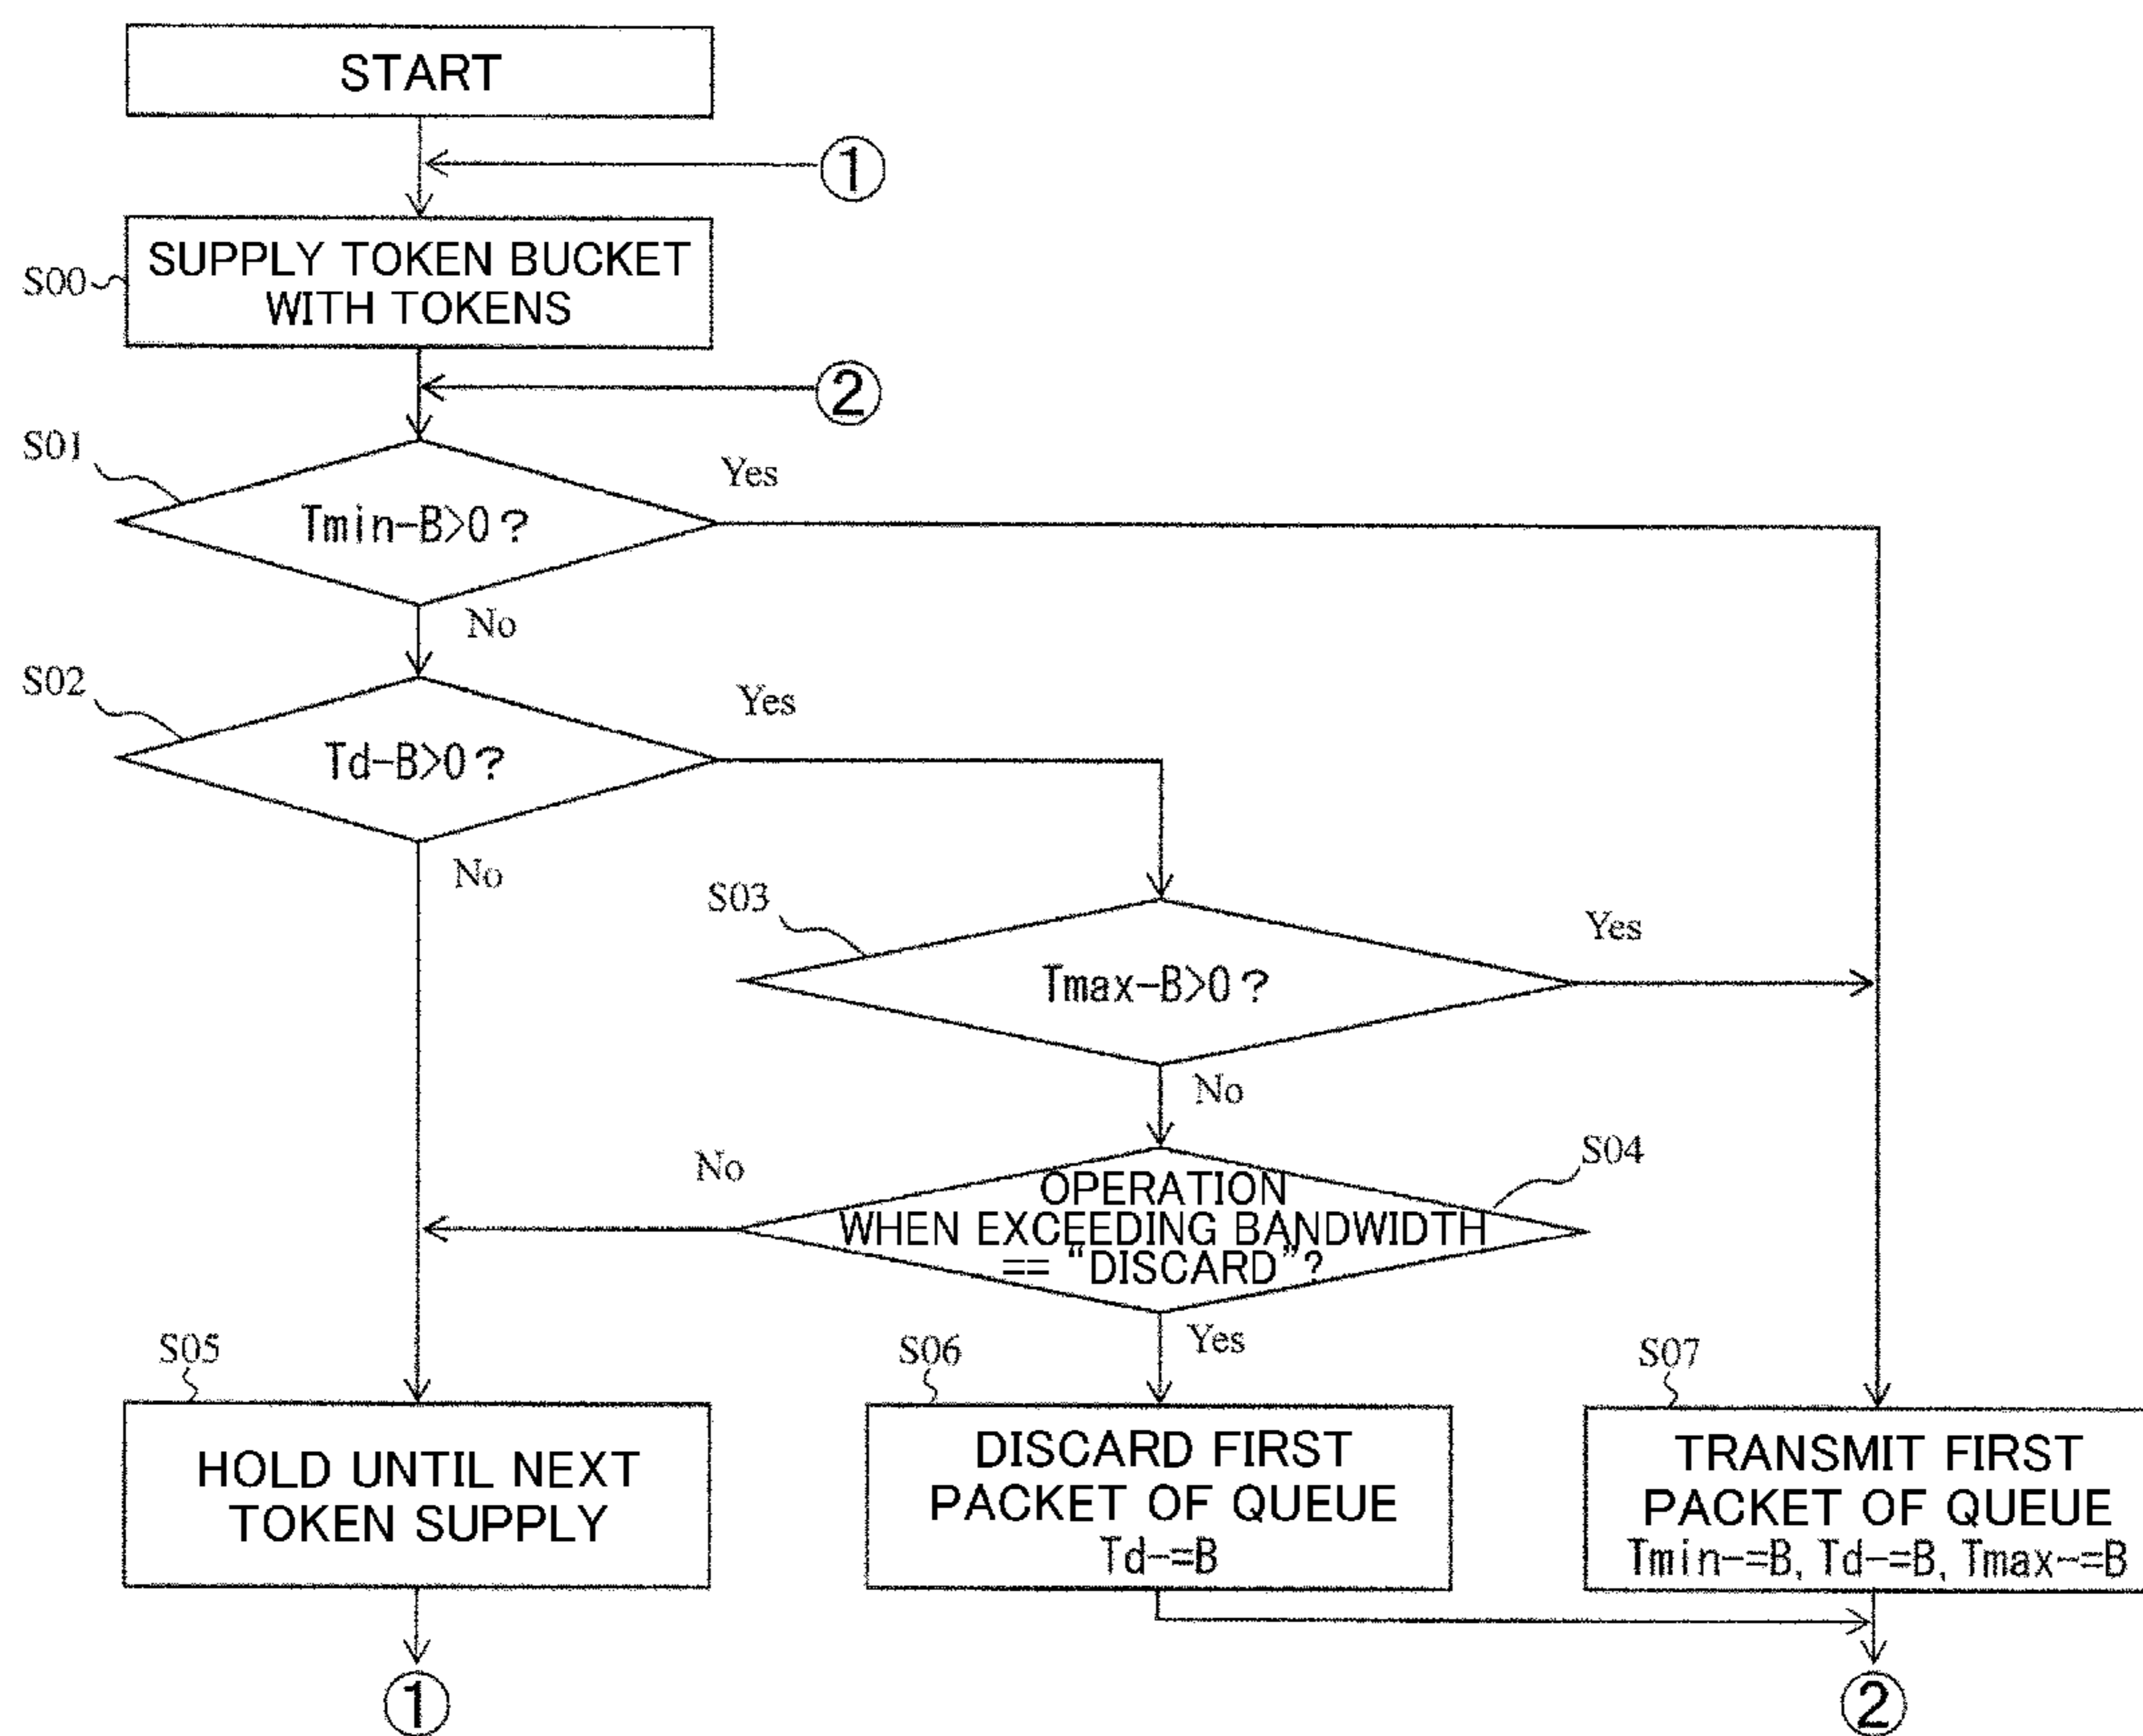 START
①
S00
SUPPLY TOKEN BUCKET
WITH TOKENS
②
S01
Yes
Tmin-B>0?
No
S02
Yes
Td-B>0?
No
S03
Yes
Tmax-B>0?
No
S04
No
OPERATION
WHEN EXCEEDING BANDWIDTH
== “DISCARD”?
Yes
S05
HOLD UNTIL NEXT
TOKEN SUPPLY
S06
DISCARD FIRST
PACKET OF QUEUE
Td-=B
S07
TRANSMIT FIRST
PACKET OF QUEUE
Tmin-=B, Td-=B, Tmax-=B
①
②